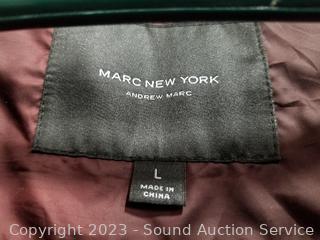 MARC NEW YORK
ANDREW MARC
L
MADE IN
CHINA
Copyright 2023 - Sound Auction Service